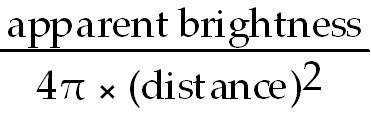 apparent brightness
4π × (distance)²